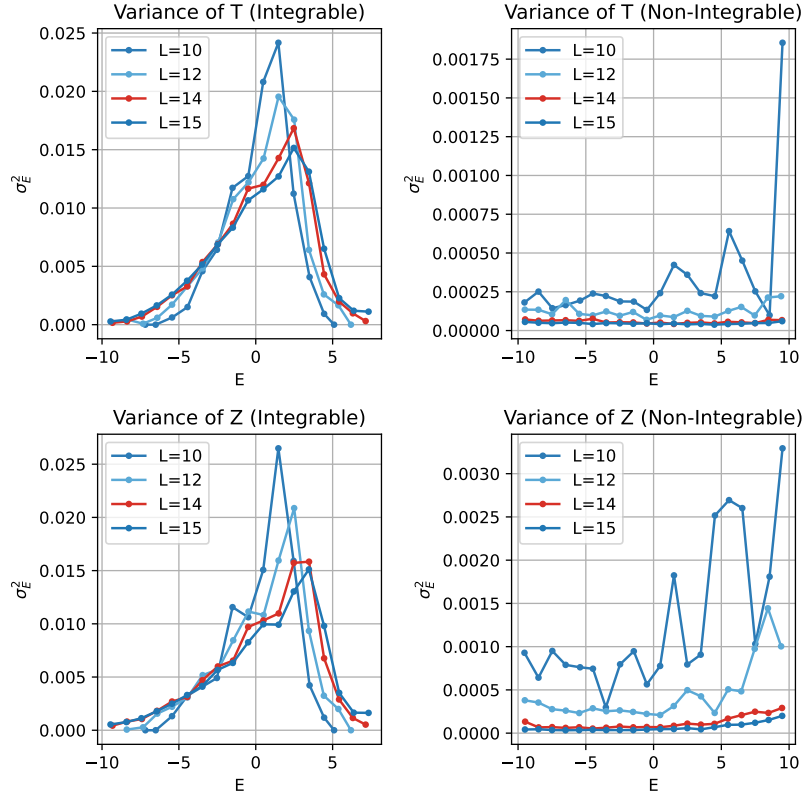 Variance of T (Integrable)
0.025
0.020
0.015
0.010
0.005
0.000
σ²_E
L=10
L=12
L=14
L=15
−10
−5
0
5
E
Variance of T (Non-Integrable)
0.00175
0.00150
0.00125
0.00100
0.00075
0.00050
0.00025
0.00000
σ²_E
L=10
L=12
L=14
L=15
−10
−5
0
5
10
E
Variance of Z (Integrable)
0.025
0.020
0.015
0.010
0.005
0.000
σ²_E
L=10
L=12
L=14
L=15
−10
−5
0
5
E
Variance of Z (Non-Integrable)
0.0030
0.0025
0.0020
0.0015
0.0010
0.0005
0.0000
σ²_E
L=10
L=12
L=14
L=15
−10
−5
0
5
10
E